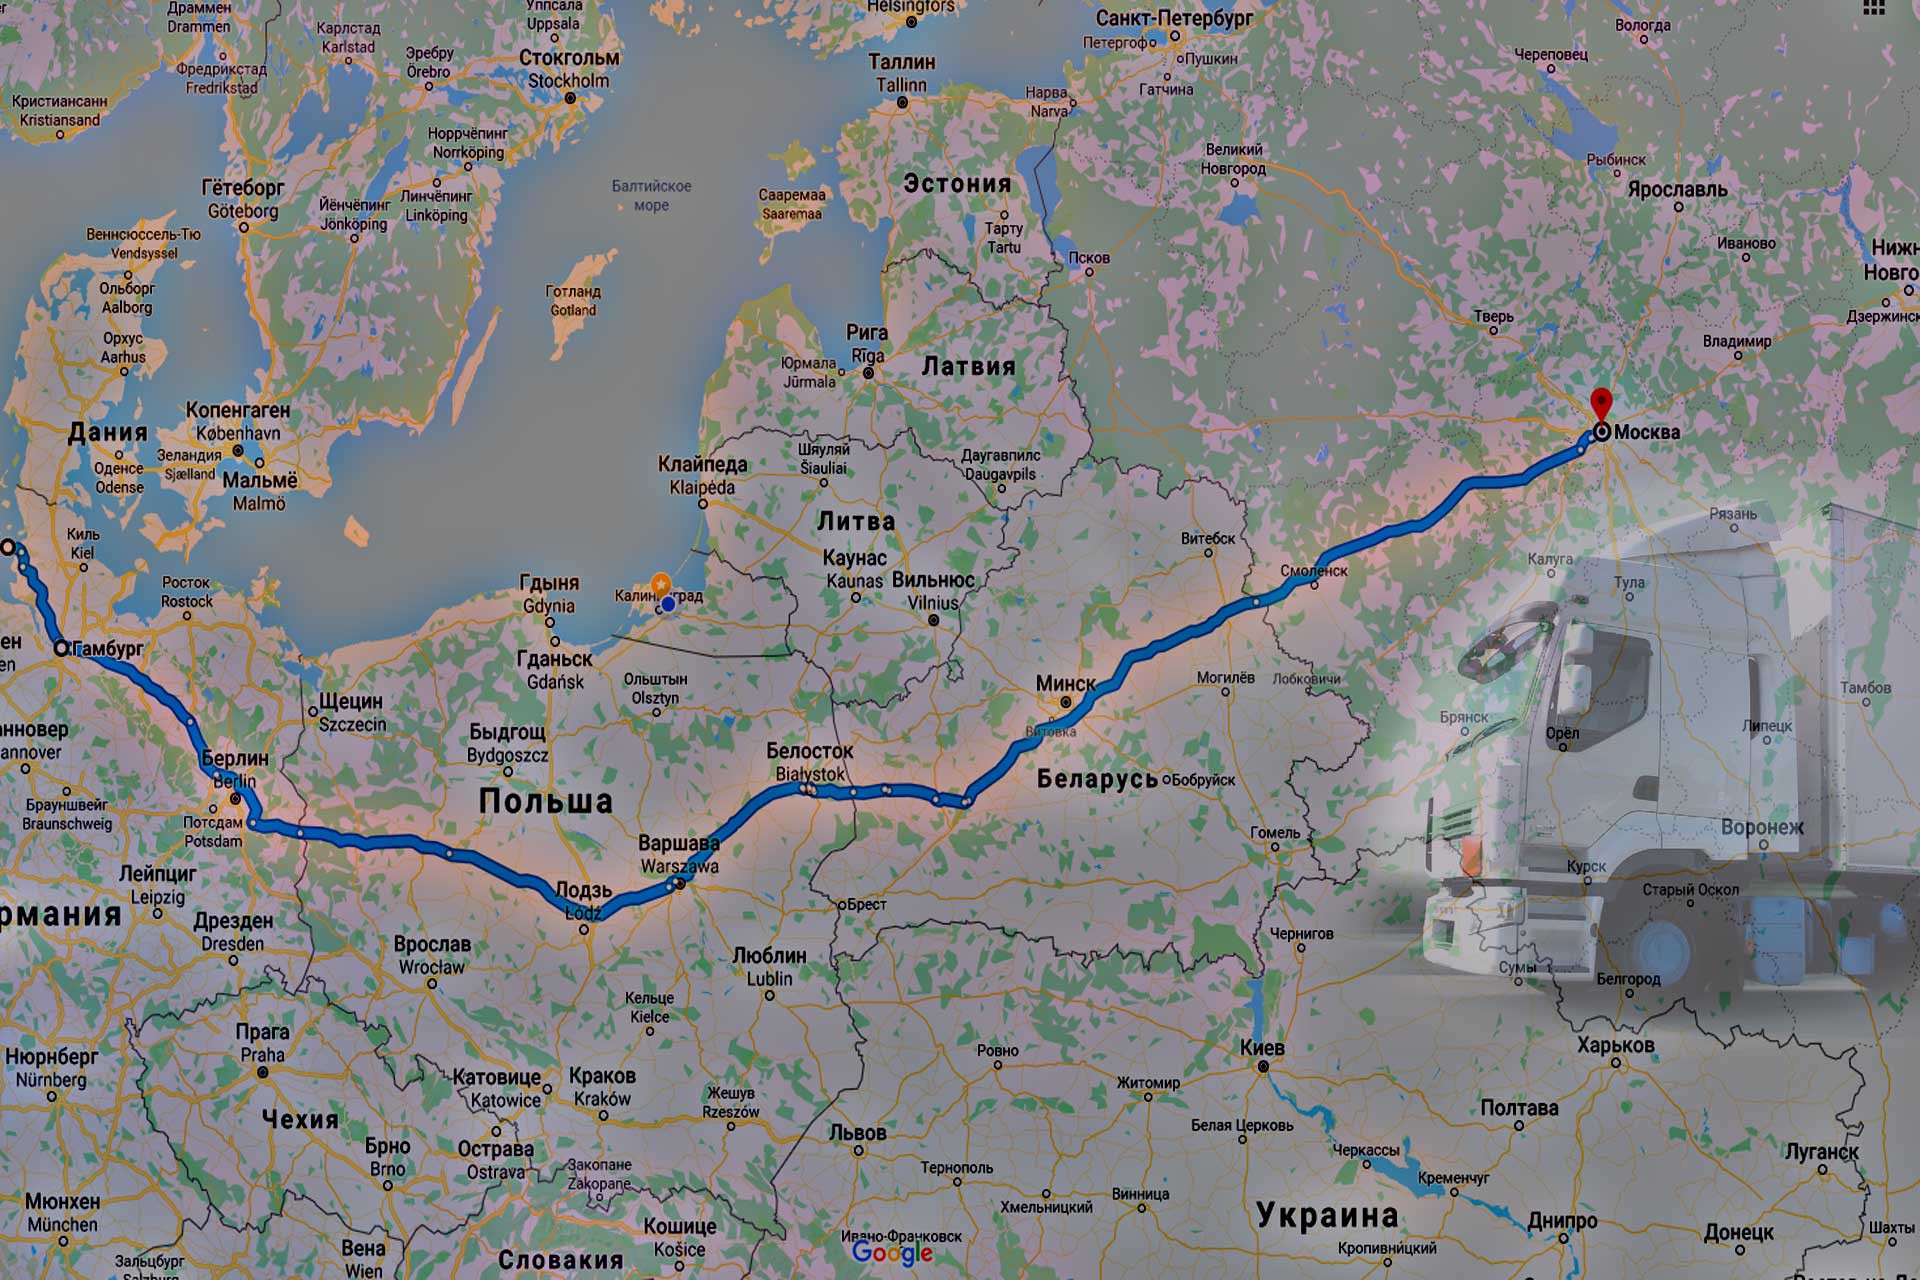 Драммен
Drammen
Карлстад
Karlstad
Уппсала
Uppsala
Helsingfors
Санкт-Петербург
Петергоф
Пушкин
Гатчина
Вологда
Череповец
Эребру
Örebro
Стокгольм
Stockholm
Таллин
Tallinn
Фредрикстад
Fredrikstad
Кристиансанн
Kristiansand
Нарва
Narva
Норрчёпинг
Norrköping
Великий
Новгород
Рыбинск
Ярославль
Гётеборг
Göteborg
Йёнчёпинг
Jönköping
Линчёпинг
Linköping
Балтийское
море
Сааремаа
Saaremaa
Эстония
Тарту
Tartu
Веннсюссель-Тю
Vendsyssel
Псков
Иваново
Нижн
Новго
Ольборг
Aalborg
Готланд
Gotland
Тверь
Дзержинск
Орхус
Aarhus
Рига
Rīga
Юрмала
Jūrmala
Латвия
Владимир
Копенгаген
København
Дания
Зеландия
Sjælland
Оденсе
Odense
Мальмё
Malmö
Москва
Клайпеда
Klaipėda
Шяуляй
Šiauliai
Даугавпилс
Daugavpils
Литва
Рязань
Киль
Kiel
Каунас
Kaunas
Вильнюс
Vilnius
Витебск
Смоленск
Калуга
Тула
Росток
Rostock
Гдыня
Gdynia
Гамбург
ен
en
Гданьск
Gdańsk
Ольштын
Olsztyn
Минск
Витовка
Могилёв
Лобковичи
Тамбов
Щецин
Szczecin
Брянск
Орёл
Липецк
анновер
annover
Быдгощ
Bydgoszcz
Берлин
Berlin
Белосток
Białystok
Беларусь
Бобруйск
Брауншвейг
Braunschweig
Потсдам
Potsdam
Польша
Варшава
Warszawa
Гомель
Воронеж
Лейпциг
Leipzig
Лодзь
Łódź
Брест
Курск
Старый Оскол
рмания
Дрезден
Dresden
Врослав
Wrocław
Люблин
Lublin
Чернигов
Сумы
Белгород
Кельце
Kielce
Прага
Praha
Нюрнберг
Nürnberg
Ровно
Киев
Харьков
Катовице
Katowice
Краков
Kraków
Жешув
Rzeszów
Житомир
Чехия
Полтава
Львов
Белая Церковь
Брно
Brno
Острава
Ostrava
Закопане
Zakopane
Черкассы
Луганск
Тернополь
Кременчуг
Мюнхен
München
Хмельницкий
Винница
Украина
Днипро
Донецк
Шахты
Кошице
Košice
Ивано-Франковск
Google
Кропивницкий
Зальцбург
Вена
Wien
Словакия